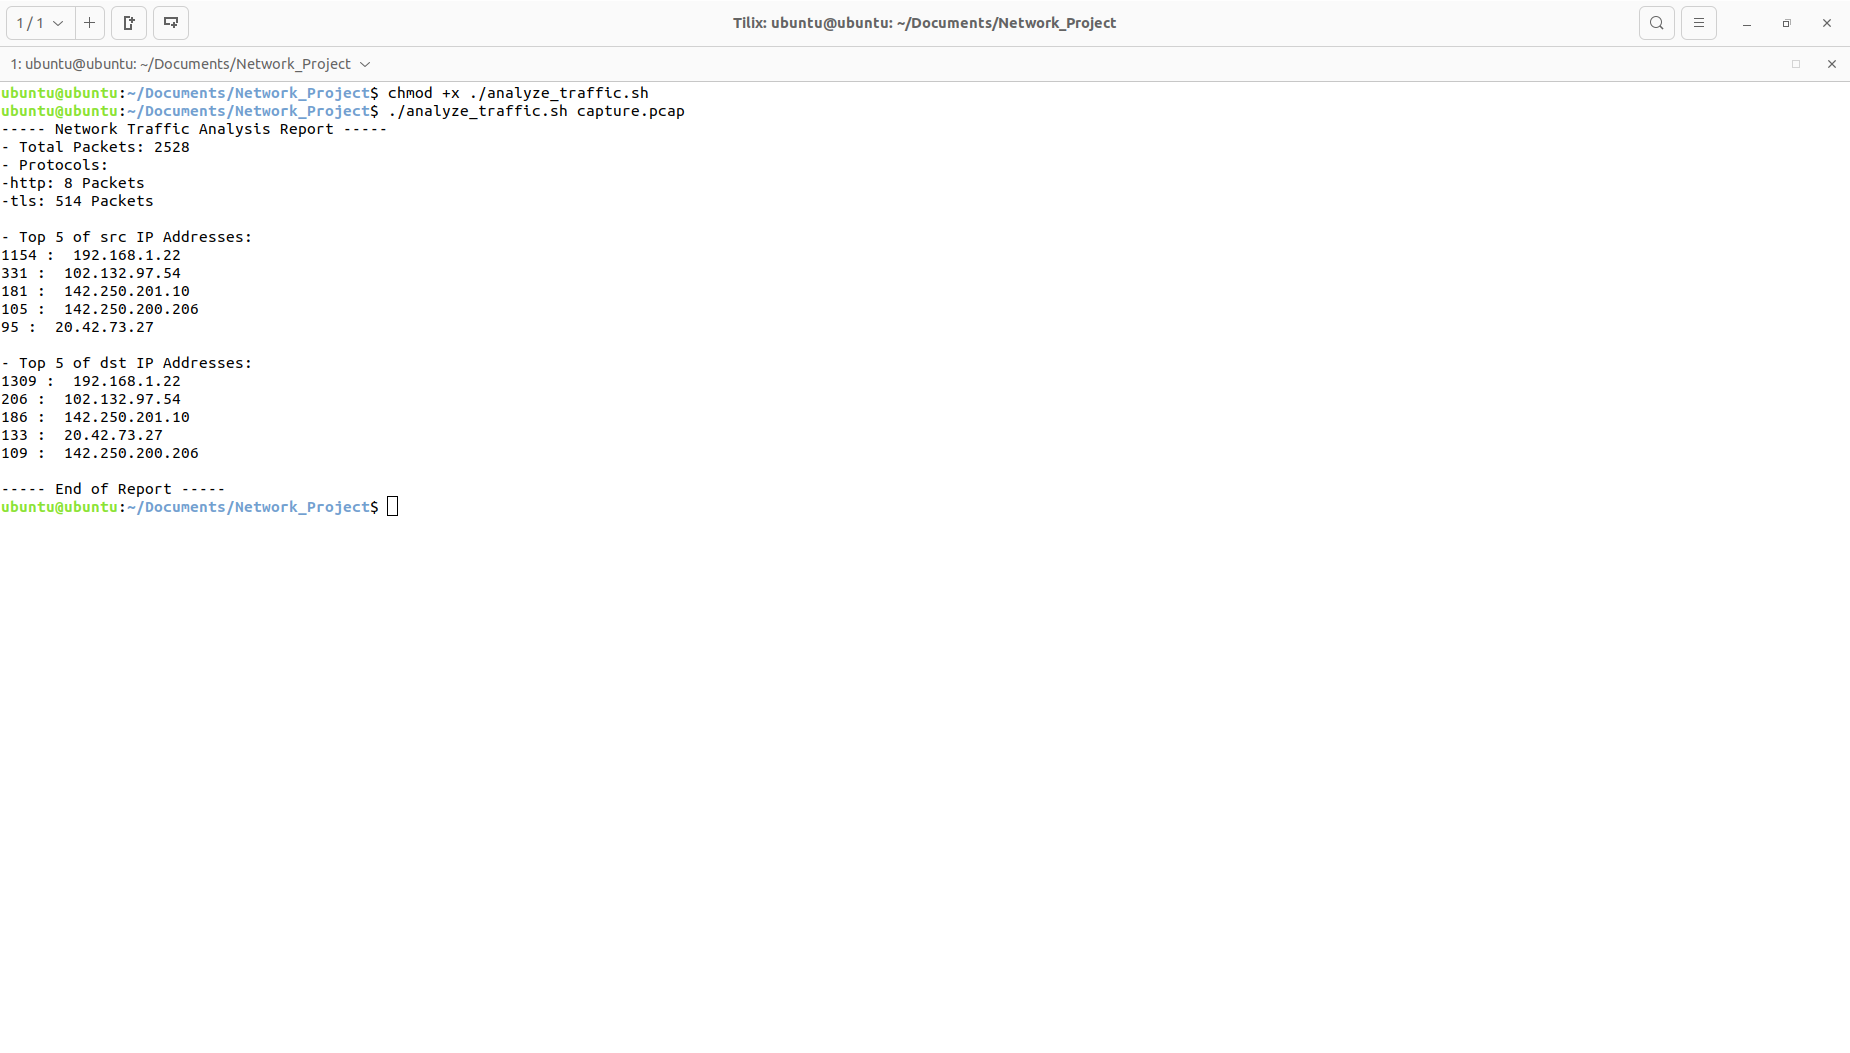 1 / 1
Tilix: ubuntu@ubuntu: ~/Documents/Network_Project
1: ubuntu@ubuntu: ~/Documents/Network_Project
ubuntu@ubuntu:~/Documents/Network_Project$ chmod +x ./analyze_traffic.sh
ubuntu@ubuntu:~/Documents/Network_Project$ ./analyze_traffic.sh capture.pcap
----- Network Traffic Analysis Report -----
- Total Packets: 2528
- Protocols:
-http: 8 Packets
-tls: 514 Packets
- Top 5 of src IP Addresses:
1154 :  192.168.1.22
331 :  102.132.97.54
181 :  142.250.201.10
105 :  142.250.200.206
95 :  20.42.73.27
- Top 5 of dst IP Addresses:
1309 :  192.168.1.22
206 :  102.132.97.54
186 :  142.250.201.10
133 :  20.42.73.27
109 :  142.250.200.206
----- End of Report -----
ubuntu@ubuntu:~/Documents/Network_Project$